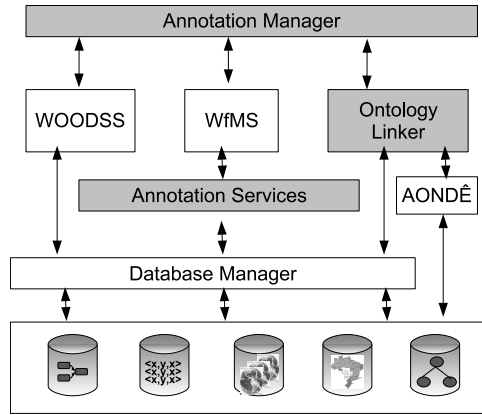 Annotation Manager
WOODSS
WfMS
Ontology
Linker
Annotation Services
AONDÊ
Database Manager
<x,y,x>
<x,y,x>
<x,y,x>